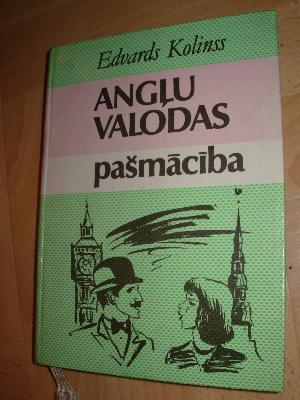 Edvards Kolinss
ANGĻU
VALODAS
pašmācība